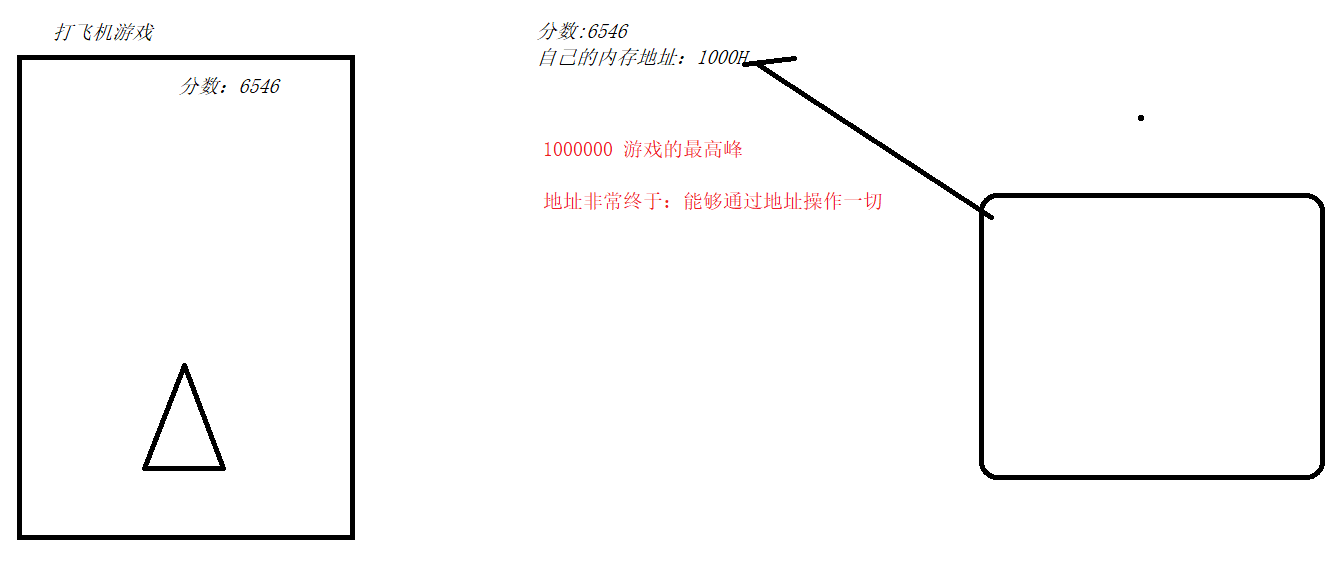 打飞机游戏
分数：6546
分数:6546
自己的内存地址：1000H
1000000 游戏的最高峰
地址非常终于：能够通过地址操作一切